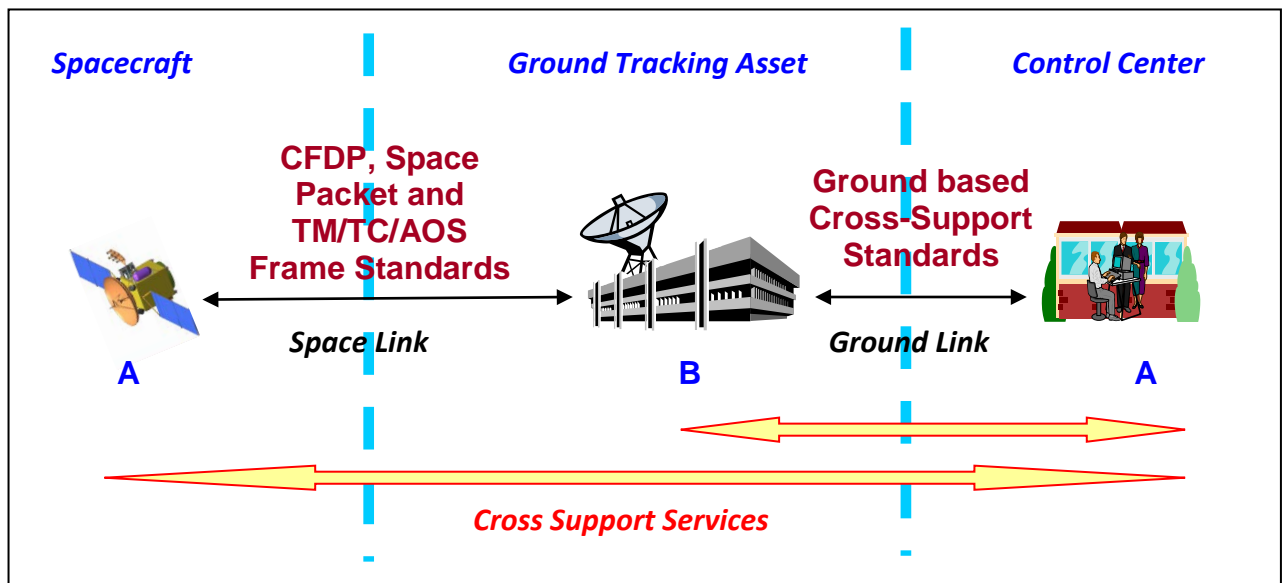 Spacecraft
Ground Tracking Asset
Control Center
CFDP, Space
Packet and
TM/TC/AOS
Frame Standards
Ground based
Cross-Support
Standards
Space Link
Ground Link
A
B
A
Cross Support Services